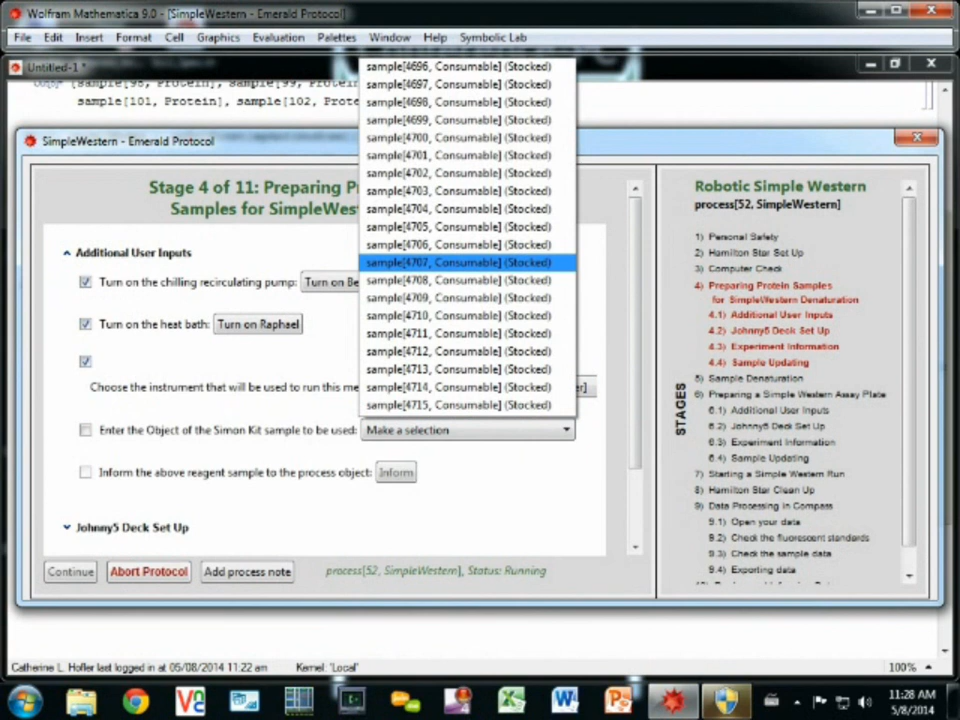 Wolfram Mathematica 9.0 - [SimpleWestern - Emerald Protocol]
File Edit Insert Format Cell Graphics Evaluation Palettes Window Help Symbolic Lab
Untitled-1 *
sample[101, Protein], sample[102, Prote
SimpleWestern - Emerald Protocol
Stage 4 of 11: Preparing P
Samples for SimpleWes
Additional User Inputs
Turn on the chilling recirculating pump: Turn on Be
Turn on the heat bath: Turn on Raphael
Choose the instrument that will be used to run this me
Enter the Object of the Simon Kit sample to be used: Make a selection
Inform the above reagent sample to the process object: Inform
Johnny5 Deck Set Up
Continue Abort Protocol Add process note process[52, SimpleWestern], Status: Running
sample[4696, Consumable] (Stocked)
sample[4697, Consumable] (Stocked)
sample[4698, Consumable] (Stocked)
sample[4699, Consumable] (Stocked)
sample[4700, Consumable] (Stocked)
sample[4701, Consumable] (Stocked)
sample[4702, Consumable] (Stocked)
sample[4703, Consumable] (Stocked)
sample[4704, Consumable] (Stocked)
sample[4705, Consumable] (Stocked)
sample[4706, Consumable] (Stocked)
sample[4707, Consumable] (Stocked)
sample[4708, Consumable] (Stocked)
sample[4709, Consumable] (Stocked)
sample[4710, Consumable] (Stocked)
sample[4711, Consumable] (Stocked)
sample[4712, Consumable] (Stocked)
sample[4713, Consumable] (Stocked)
sample[4714, Consumable] (Stocked)
sample[4715, Consumable] (Stocked)
Robotic Simple Western
process[52, SimpleWestern]
STAGES
1) Personal Safety
2) Hamilton Star Set Up
3) Computer Check
4) Preparing Protein Samples
for SimpleWestern Denaturation
4.1) Additional User Inputs
4.2) Johnny5 Deck Set Up
4.3) Experiment Information
4.4) Sample Updating
5) Sample Denaturation
6) Preparing a Simple Western Assay Plate
6.1) Additional User Inputs
6.2) Johnny5 Deck Set Up
6.3) Experiment Information
6.4) Sample Updating
7) Starting a Simple Western Run
8) Hamilton Star Clean Up
9) Data Processing in Compass
9.1) Open your data
9.2) Check the fluorescent standards
9.3) Check the sample data
9.4) Exporting data
Catherine L. Hofler last logged in at 05/08/2014 11:22 am Kernel: 'Local' 100%
11:28 AM
5/8/2014